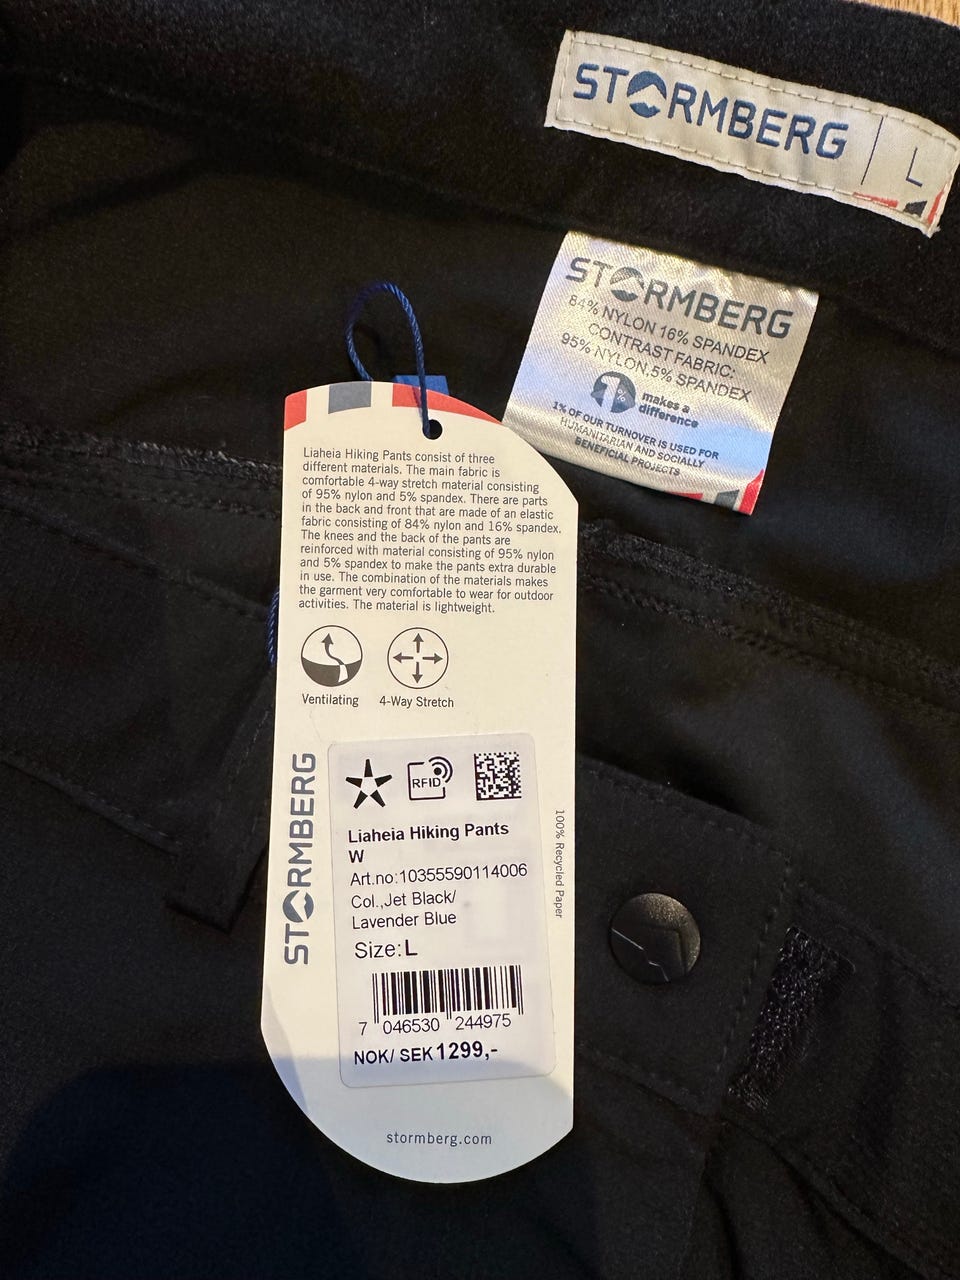 STORMBERG | L
STORMBERG
84% NYLON 16% SPANDEX
CONTRAST FABRIC:
95% NYLON,5% SPANDEX
1% makes a
difference
1% OF OUR TURNOVER IS USED FOR
HUMANITARIAN AND SOCIALLY
BENEFICIAL PROJECTS
Liaheia Hiking Pants consist of three
different materials. The main fabric is
comfortable 4-way stretch material consisting
of 95% nylon and 5% spandex. There are parts
in the back and front that are made of an elastic
fabric consisting of 84% nylon and 16% spandex.
The knees and the back of the pants are
reinforced with material consisting of 95% nylon
and 5% spandex to make the pants extra durable
in use. The combination of the materials makes
the garment very comfortable to wear for outdoor
activities. The material is lightweight.
Ventilating
4-Way Stretch
STORMBERG
RFID
Liaheia Hiking Pants
W
Art.no:10355590114006
Col.,Jet Black/
Lavender Blue
Size:L
7 046530 244975
NOK/ SEK 1299,-
100% Recycled Paper
stormberg.com